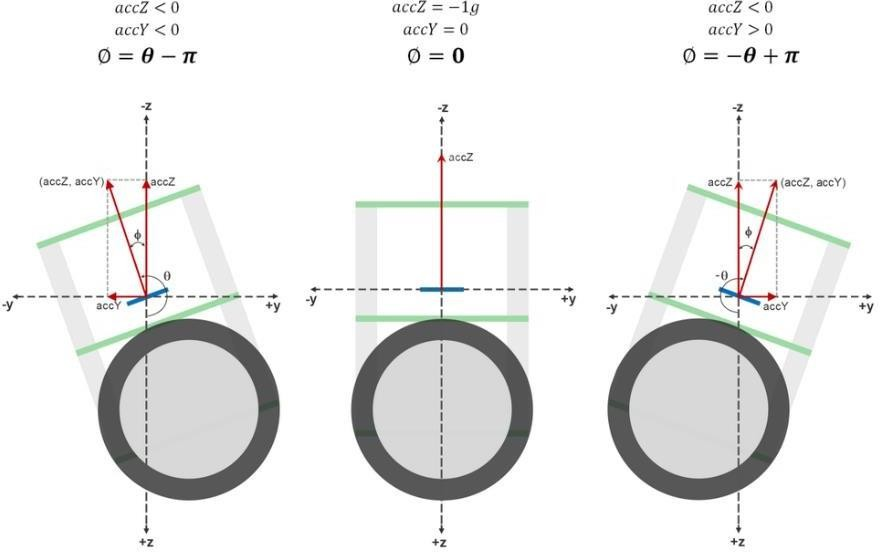 accZ < 0
accY < 0
∅ = θ − π
-z
(accZ, accY)
accZ
ϕ
θ
-y
accY
+y
+z
accZ = −1g
accY = 0
∅ = 0
-z
accZ
-y
+y
+z
accZ < 0
accY > 0
∅ = −θ + π
-z
accZ
(accZ, accY)
ϕ
-θ
-y
accY
+y
+z